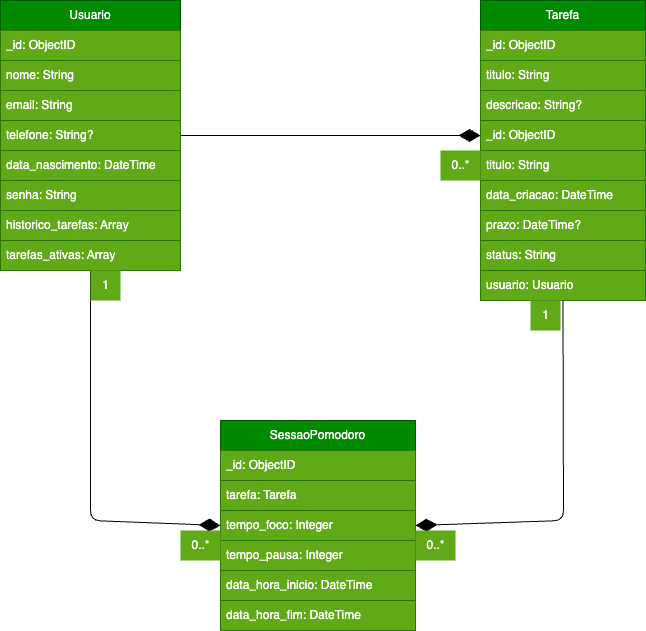 Usuario
_id: ObjectID
nome: String
email: String
telefone: String?
data_nascimento: DateTime
senha: String
historico_tarefas: Array
tarefas_ativas: Array
1
Tarefa
_id: ObjectID
titulo: String
descricao: String?
_id: ObjectID
titulo: String
data_criacao: DateTime
prazo: DateTime?
status: String
usuario: Usuario
0..*
1
SessaoPomodoro
_id: ObjectID
tarefa: Tarefa
tempo_foco: Integer
tempo_pausa: Integer
data_hora_inicio: DateTime
data_hora_fim: DateTime
0..*
0..*